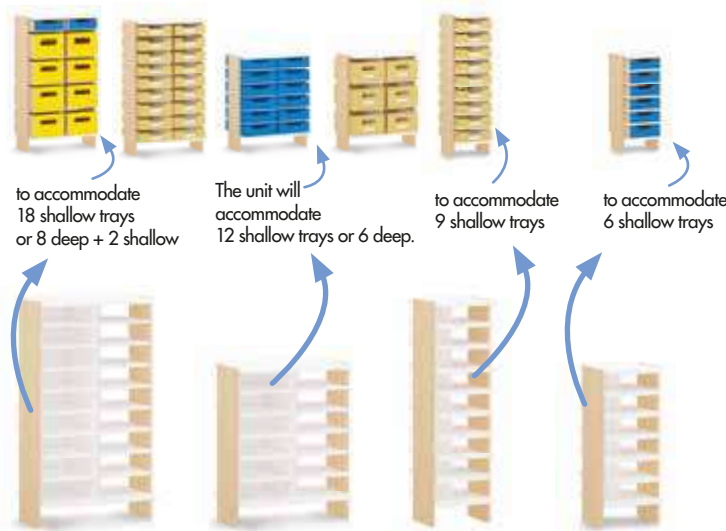 to accommodate
18 shallow trays
or 8 deep + 2 shallow
The unit will
accommodate
12 shallow trays or 6 deep.
to accommodate
9 shallow trays
to accommodate
6 shallow trays